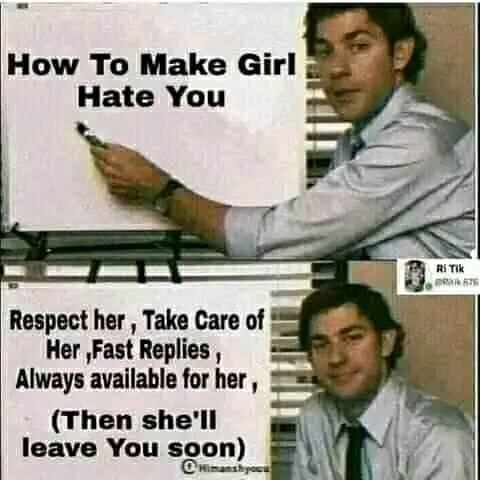 How To Make Girl
Hate You
Ri Tik
Respect her , Take Care of
Her ,Fast Replies ,
Always available for her ,
(Then she'll
leave You soon)